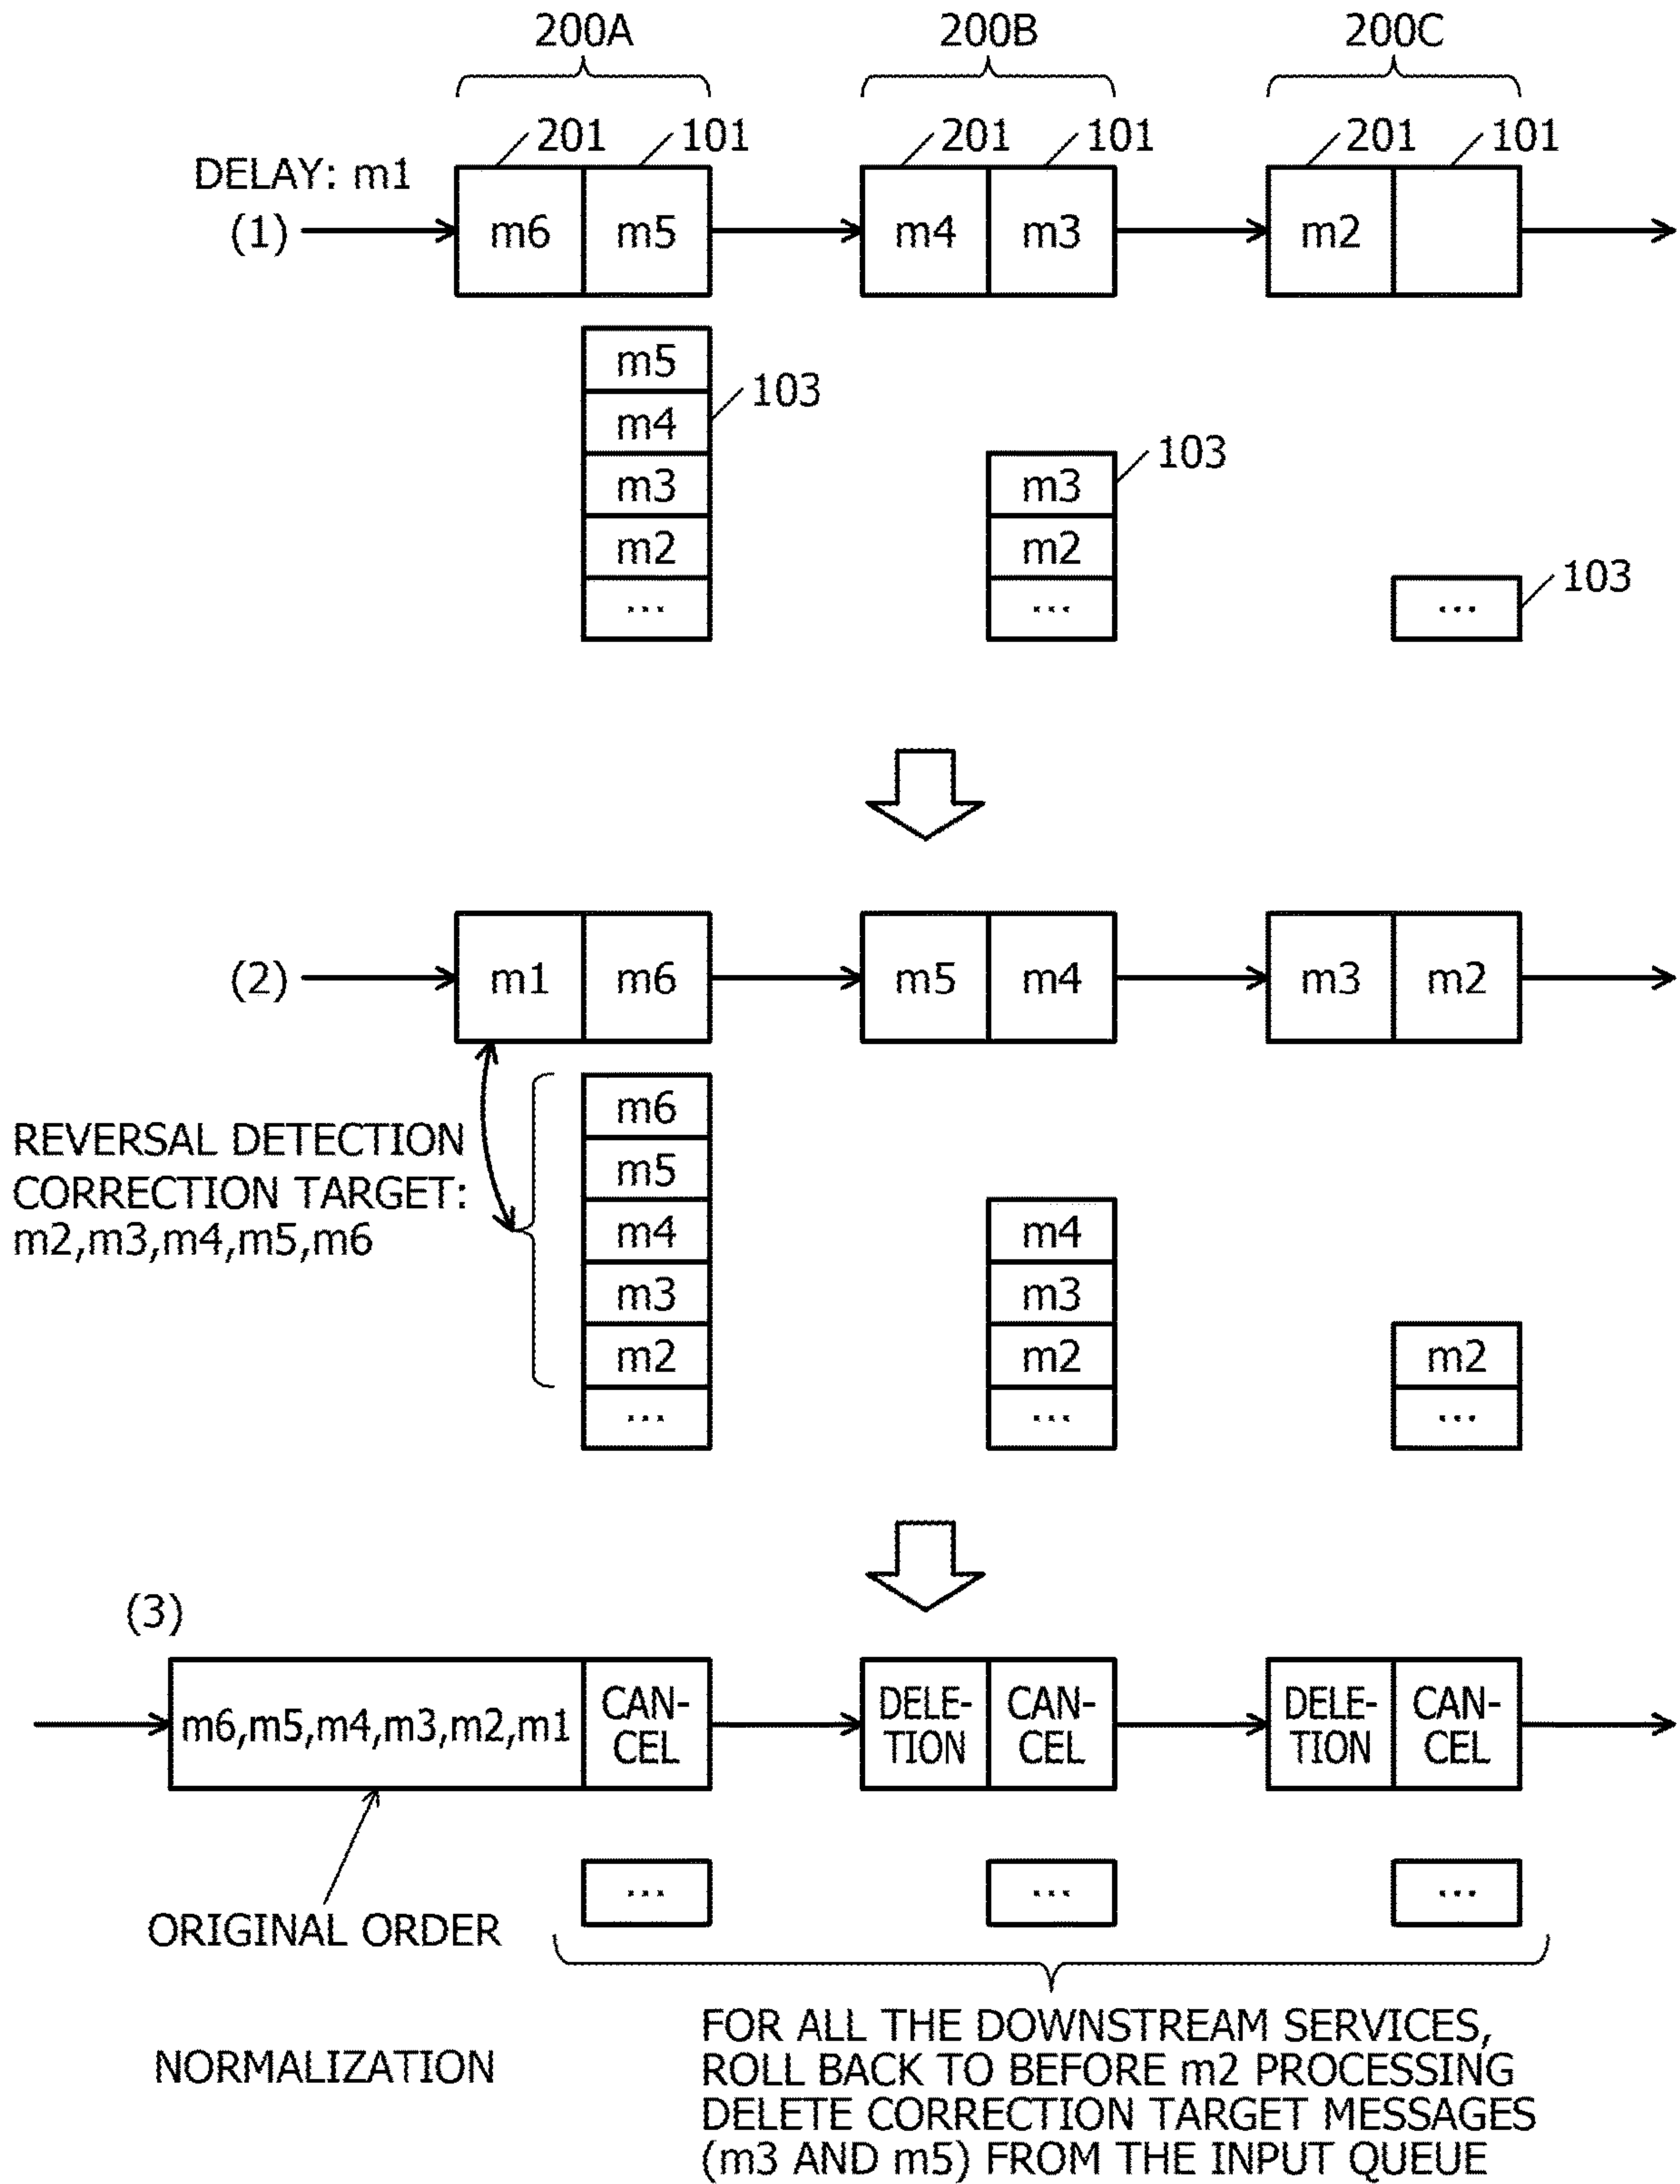 200A 200B 200C
201 101 201 101 201 101
DELAY: m1
(1) m6 m5 m4 m3 m2
m5
m4 103
m3 m3 103
m2 m2
... ... ... 103
(2) m1 m6 m5 m4 m3 m2
m6
REVERSAL DETECTION
CORRECTION TARGET:
m2,m3,m4,m5,m6
m5
m4 m4
m3 m3
m2 m2 m2
... ... ...
(3)
m6,m5,m4,m3,m2,m1
CAN-
CEL
DELE-
TION
CAN-
CEL
DELE-
TION
CAN-
CEL
... ... ...
ORIGINAL ORDER
NORMALIZATION
FOR ALL THE DOWNSTREAM SERVICES,
ROLL BACK TO BEFORE m2 PROCESSING
DELETE CORRECTION TARGET MESSAGES
(m3 AND m5) FROM THE INPUT QUEUE